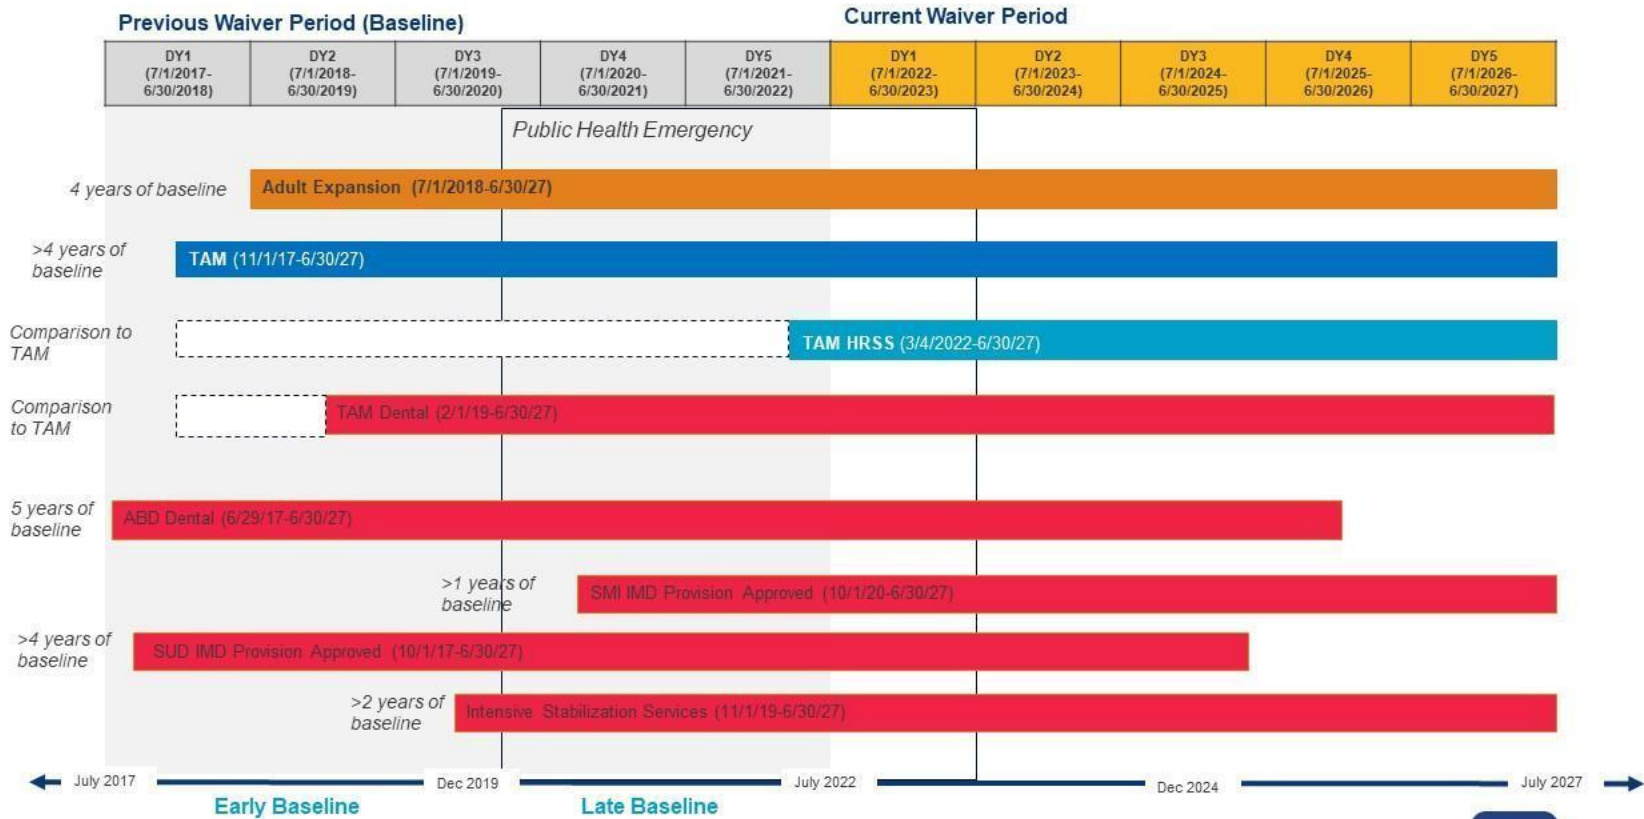 Previous Waiver Period (Baseline)
Current Waiver Period
DY1
(7/1/2017-
6/30/2018)
DY2
(7/1/2018-
6/30/2019)
DY3
(7/1/2019-
6/30/2020)
DY4
(7/1/2020-
6/30/2021)
DY5
(7/1/2021-
6/30/2022)
DY1
(7/1/2022-
6/30/2023)
DY2
(7/1/2023-
6/30/2024)
DY3
(7/1/2024-
6/30/2025)
DY4
(7/1/2025-
6/30/2026)
DY5
(7/1/2026-
6/30/2027)
Public Health Emergency
4 years of baseline
Adult Expansion (7/1/2018-6/30/27)
>4 years of
baseline
TAM (11/1/17-6/30/27)
Comparison to
TAM
TAM HRSS (3/4/2022-6/30/27)
Comparison
to TAM
TAM Dental (2/1/19-6/30/27)
5 years of
baseline
ABD Dental (6/29/17-6/30/27)
>1 years of
baseline
SMI IMD Provision Approved (10/1/20-6/30/27)
>4 years of
baseline
SUD IMD Provision Approved (10/1/17-6/30/27)
>2 years of
baseline
Intensive Stabilization Services (11/1/19-6/30/27)
July 2017
Dec 2019
July 2022
Dec 2024
July 2027
Early Baseline
Late Baseline